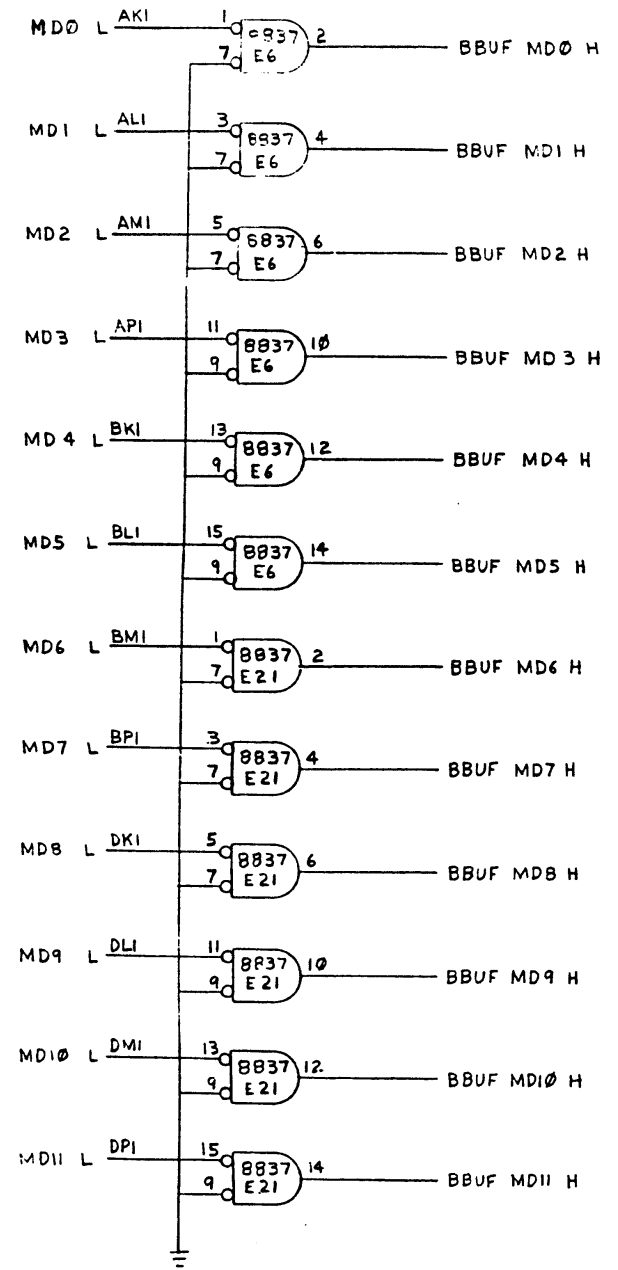 MD0 L AK1 1 8837 2 BBUF MDØ H
7 E6
MD1 L AL1 3 8837 4 BBUF MD1 H
7 E6
MD2 L AM1 5 8837 6 BBUF MD2 H
7 E6
MD3 L AP1 11 8837 1Ø BBUF MD3 H
9 E6
MD4 L BK1 13 8837 12 BBUF MD4 H
9 E6
MD5 L BL1 15 8837 14 BBUF MD5 H
9 E6
MD6 L BM1 1 8837 2 BBUF MD6 H
7 E21
MD7 L BP1 3 8837 4 BBUF MD7 H
7 E21
MD8 L DK1 5 8837 6 BBUF MD8 H
7 E21
MD9 L DL1 11 8837 1Ø BBUF MD9 H
9 E21
MD1Ø L DM1 13 8837 12 BBUF MD1Ø H
9 E21
MD11 L DP1 15 8837 14 BBUF MD11 H
9 E21